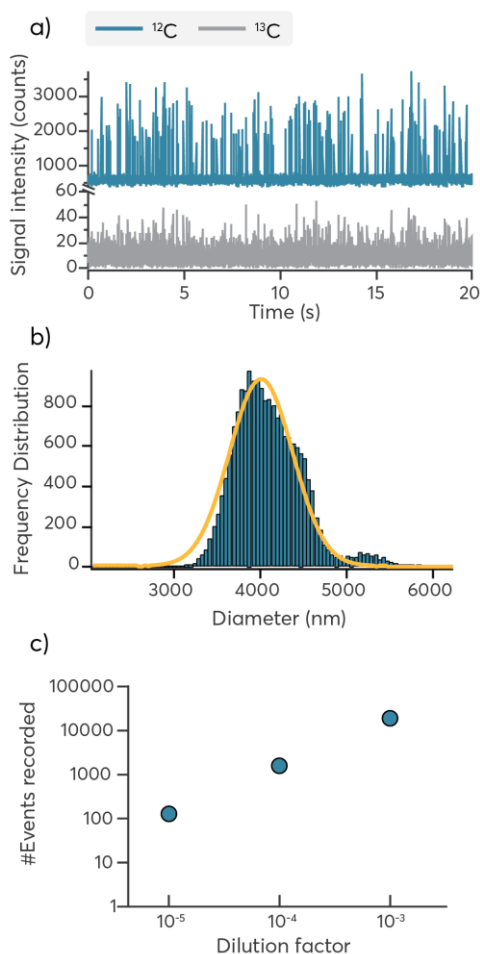 a)
¹²C
¹³C
Signal intensity (counts)
3000
2000
1000
60
40
20
0
0
5
10
15
20
Time (s)
b)
Frequency Distribution
800
600
400
200
0
3000
4000
5000
6000
Diameter (nm)
c)
#Events recorded
100000
10000
1000
100
10
1
10⁻⁵
10⁻⁴
10⁻³
Dilution factor